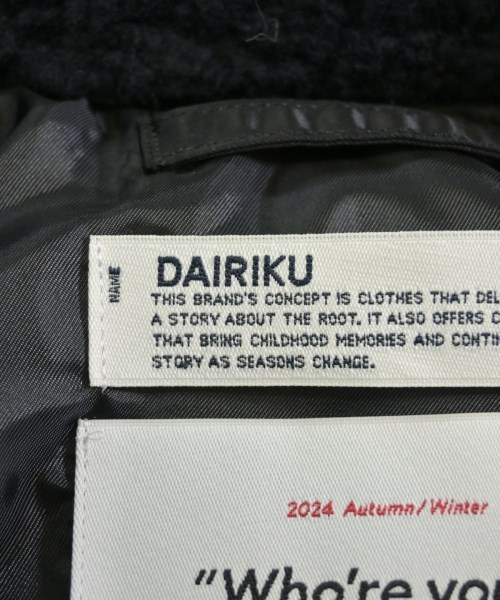 NAME
DAIRIKU
THIS BRAND'S CONCEPT IS CLOTHES THAT DEL
A STORY ABOUT THE ROOT. IT ALSO OFFERS C
THAT BRING CHILDHOOD MEMORIES AND CONTIN
STORY AS SEASONS CHANGE.
2024 Autumn/Winter
"Who're you